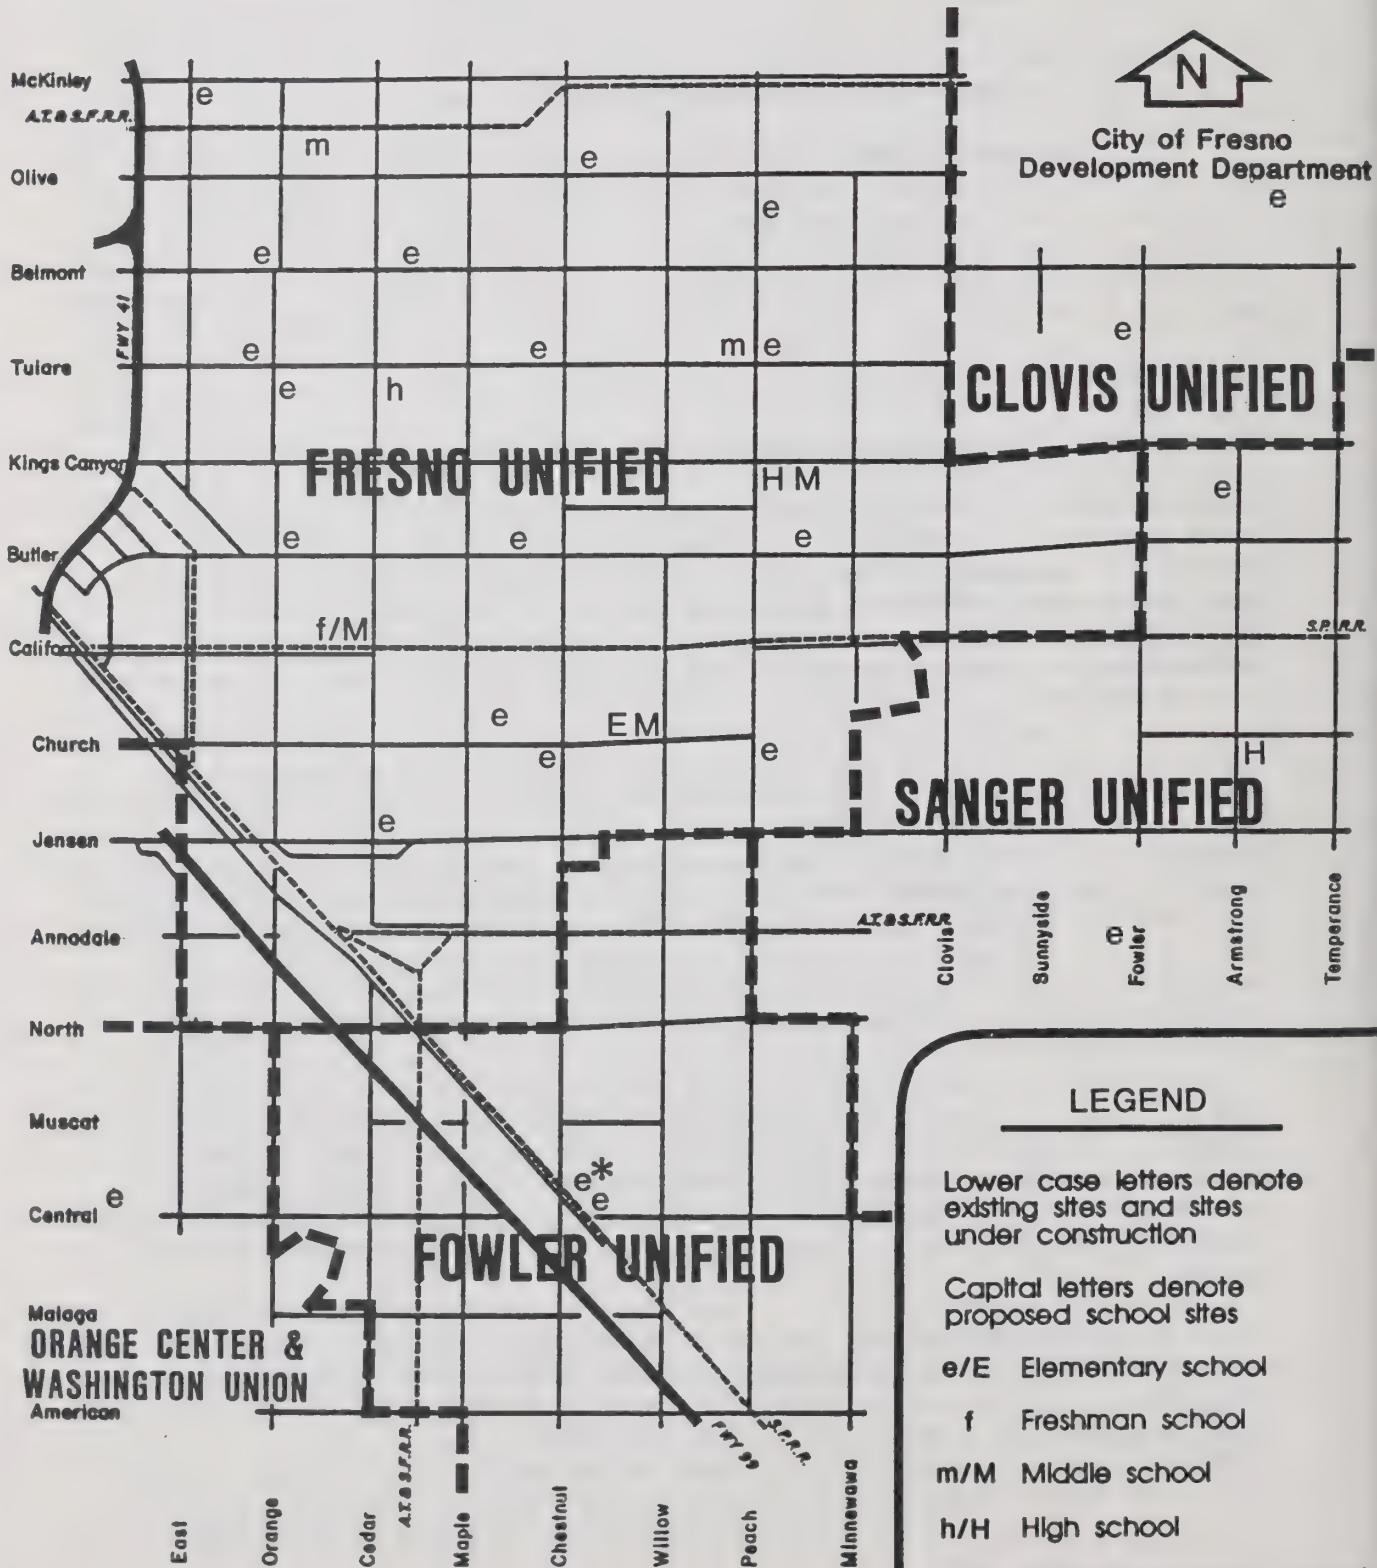 N
City of Fresno
Development Department
e
McKinley
e
A.T. & S.F.R.R.
m
e
Olive
e
e
e
Belmont
FWY 41
e
e
m e
e
Tulare
CLOVIS UNIFIED
e
h
Kings Canyon
FRESNO UNIFIED
H M
e
e
e
e
Butler
f/M
S.P.R.R.
Californ
e
E M
Church
e
e
H
SANGER UNIFIED
e
Jensen
A.T. & S.F.R.R.
Annodale
e
Clovis
Sunnyside
Fowler
Armstrong
Temperance
North
LEGEND
Muscat
Lower case letters denote
existing sites and sites
under construction
e*
e
e
Central
FOWLER UNIFIED
Capital letters denote
proposed school sites
Malaga
ORANGE CENTER &
WASHINGTON UNION
American
e/E Elementary school
f Freshman school
m/M Middle school
h/H High school
FWY 99
S.P.R.R.
East
Orange
Cedar
A.T. & S.F.R.R.
Maple
Chestnut
Willow
Peach
Minnewawa